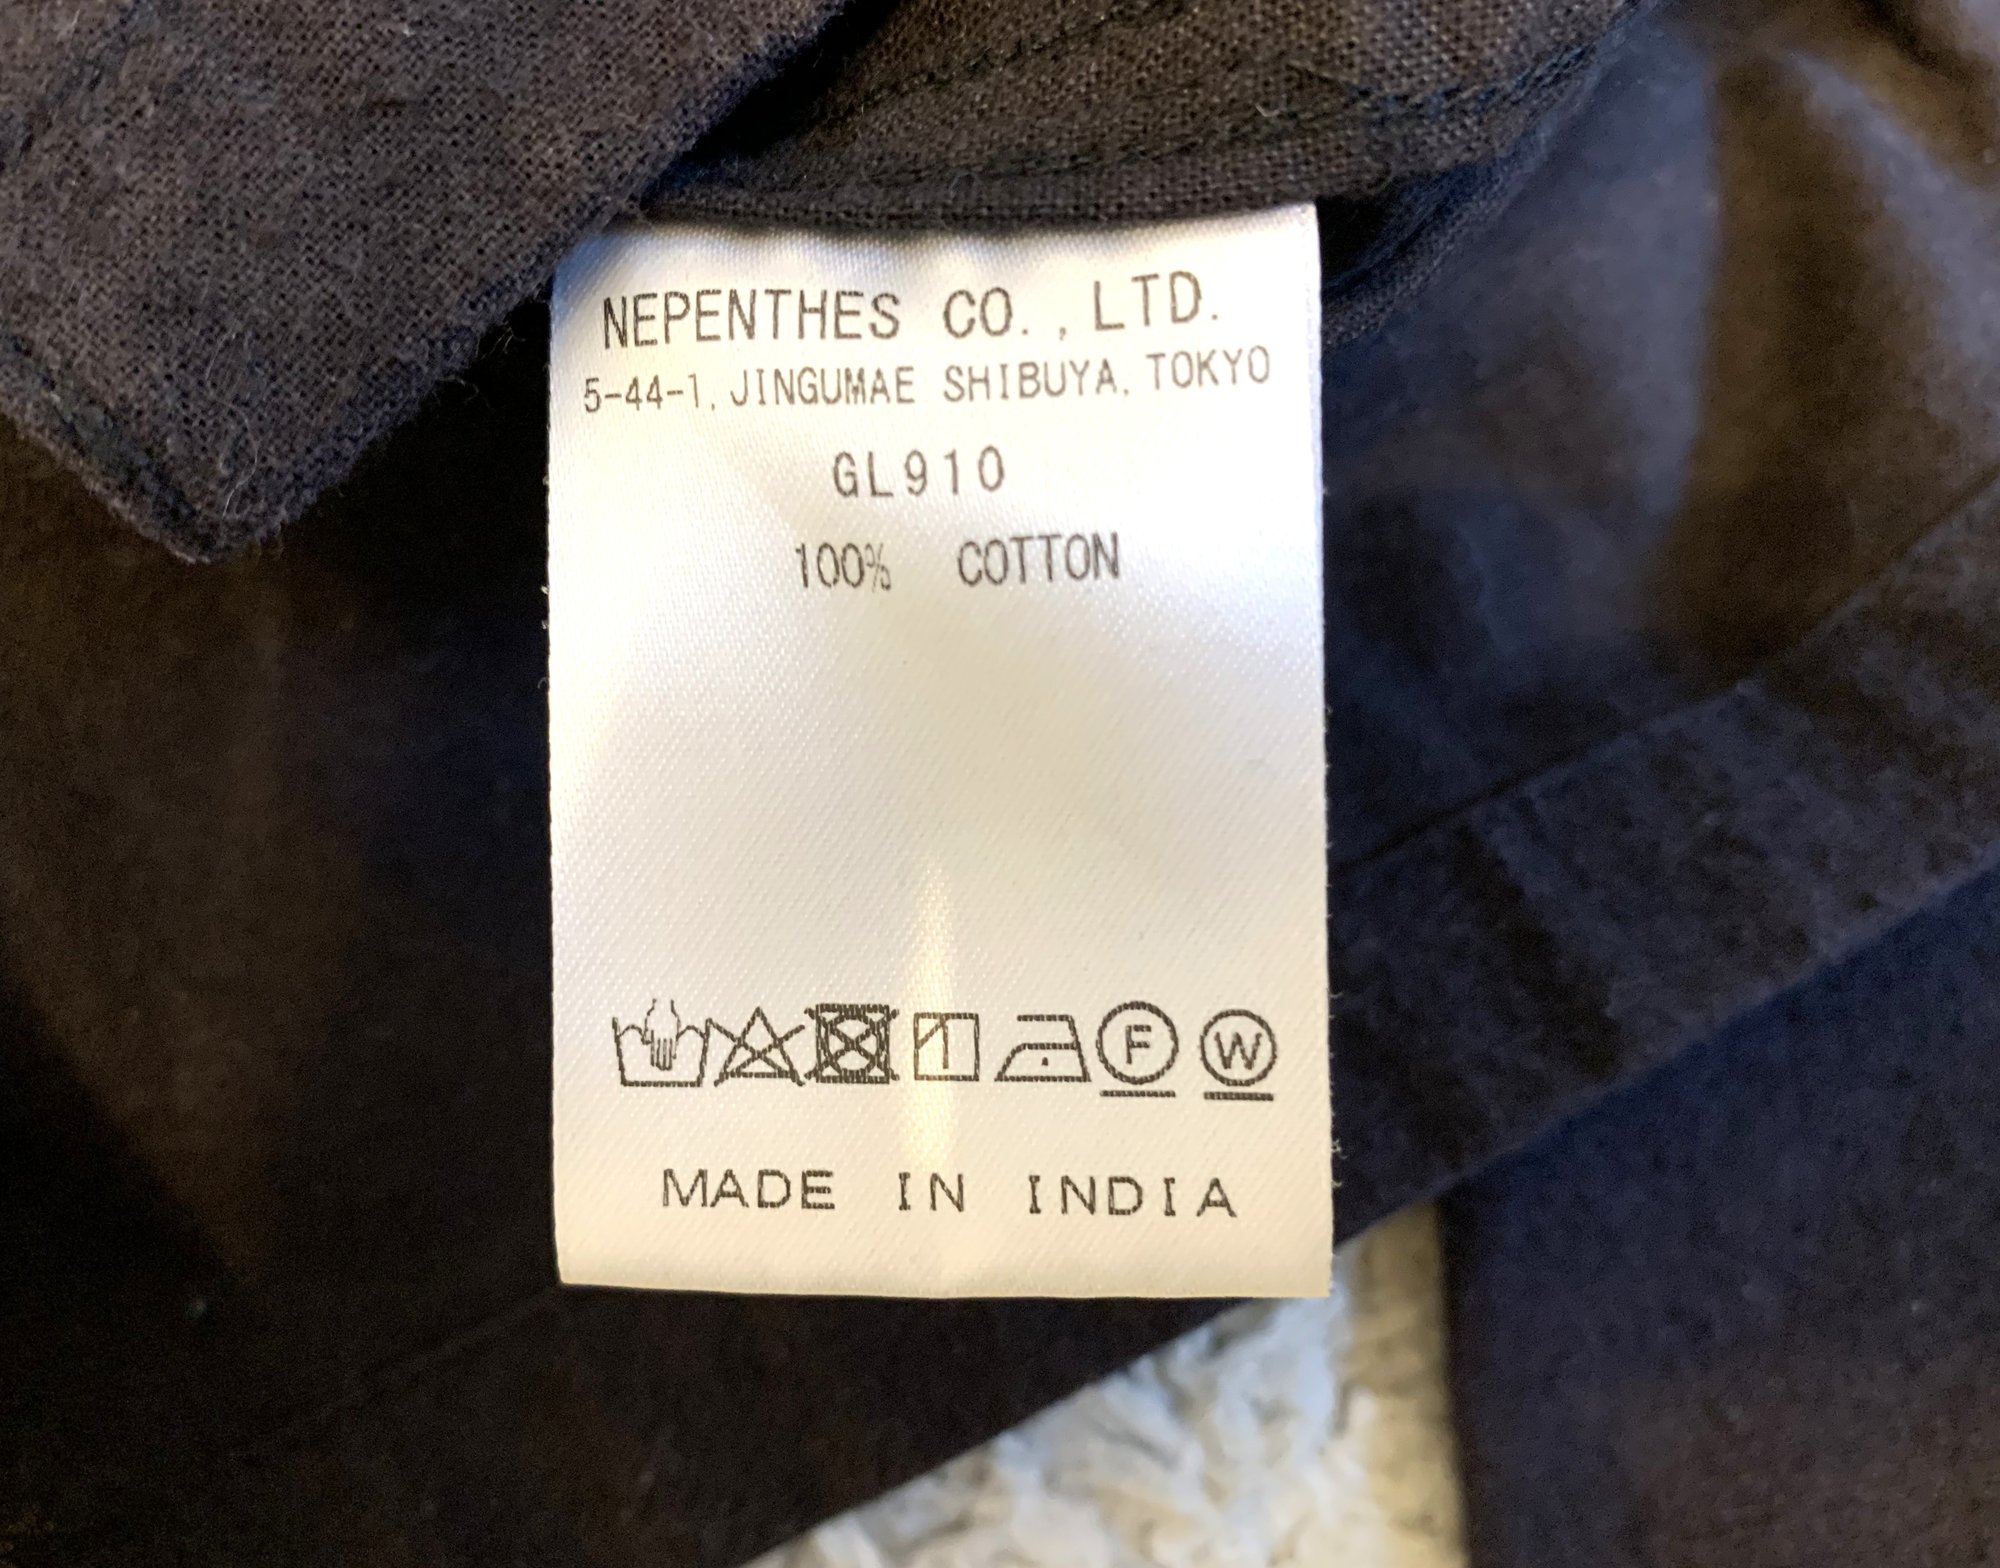 NEPENTHES CO.,LTD.
5-44-1, JINGUMAE SHIBUYA, TOKYO
GL910
100% COTTON
F W
MADE IN INDIA